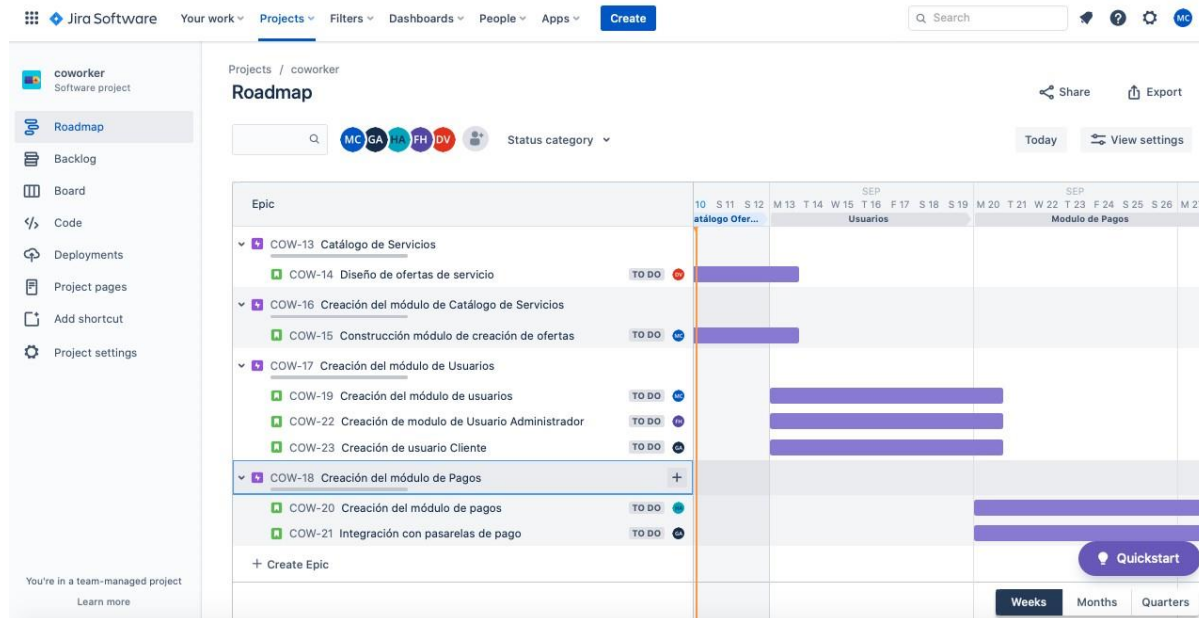 Jira Software Your work Projects Filters Dashboards People Apps Create Search MC
coworker
Software project
Roadmap
Backlog
Board
Code
Deployments
Project pages
Add shortcut
Project settings
You're in a team-managed project
Learn more
Projects / coworker
Roadmap
Share Export
MC GA HA FH DV Status category Today View settings
Epic
SEP SEP
10 S 11 S 12 M 13 T 14 W 15 T 16 F 17 S 18 S 19 M 20 T 21 W 22 T 23 F 24 S 25 S 26 M 2
atálogo Ofer... Usuarios Modulo de Pagos
COW-13 Catálogo de Servicios
COW-14 Diseño de ofertas de servicio TO DO DV
COW-16 Creación del módulo de Catálogo de Servicios
COW-15 Construcción módulo de creación de ofertas TO DO MC
COW-17 Creación del módulo de Usuarios
COW-19 Creación del módulo de usuarios TO DO MC
COW-22 Creación de modulo de Usuario Administrador TO DO FH
COW-23 Creación de usuario Cliente TO DO GA
COW-18 Creación del módulo de Pagos
COW-20 Creación del módulo de pagos TO DO HA
COW-21 Integración con pasarelas de pago TO DO GA
+ Create Epic
Quickstart
Weeks Months Quarters